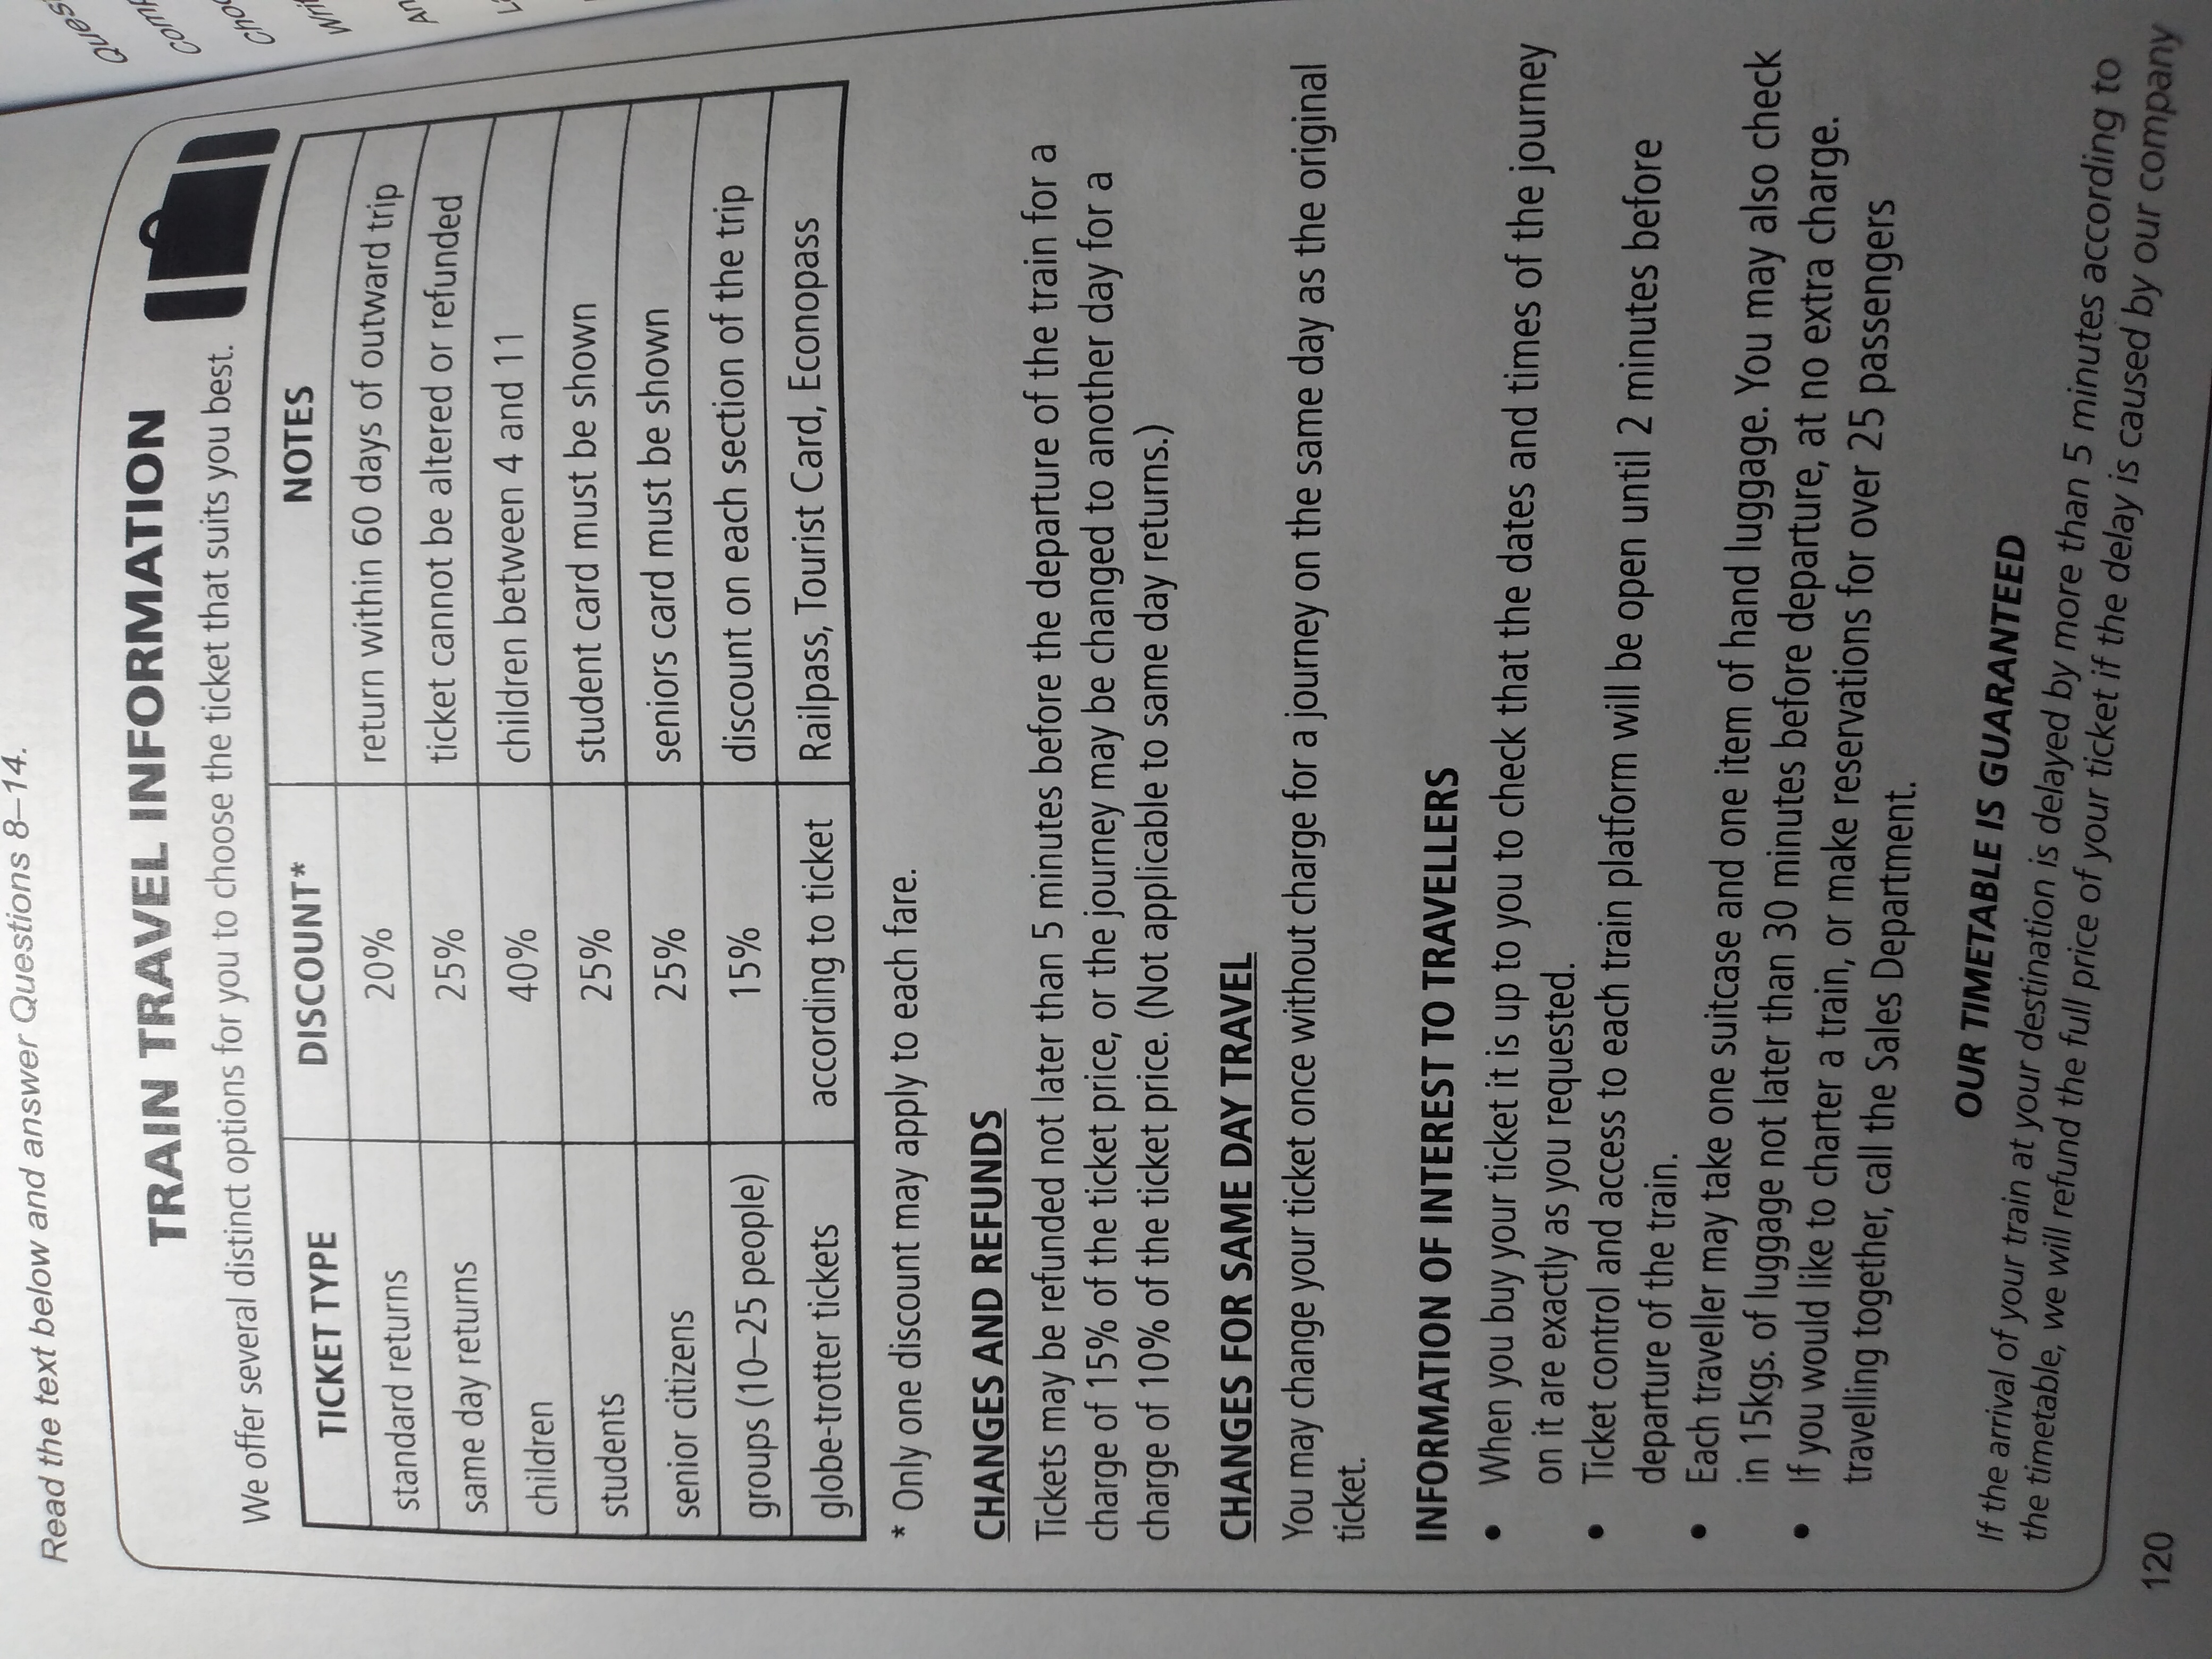 Read the text below and answer Questions 8–14.
TRAIN TRAVEL INFORMATION
We offer several distinct options for you to choose the ticket that suits you best.
TICKET TYPE DISCOUNT* NOTES
standard returns 20% return within 60 days of outward trip
same day returns 25% ticket cannot be altered or refunded
children 40% children between 4 and 11
students 25% student card must be shown
senior citizens 25% seniors card must be shown
groups (10–25 people) 15% discount on each section of the trip
globe-trotter tickets according to ticket Railpass, Tourist Card, Econopass
* Only one discount may apply to each fare.
CHANGES AND REFUNDS
Tickets may be refunded not later than 5 minutes before the departure of the train for a
charge of 15% of the ticket price, or the journey may be changed to another day for a
charge of 10% of the ticket price. (Not applicable to same day returns.)
CHANGES FOR SAME DAY TRAVEL
You may change your ticket once without charge for a journey on the same day as the original
ticket.
INFORMATION OF INTEREST TO TRAVELLERS
• When you buy your ticket it is up to you to check that the dates and times of the journey
on it are exactly as you requested.
• Ticket control and access to each train platform will be open until 2 minutes before
departure of the train.
• Each traveller may take one suitcase and one item of hand luggage. You may also check
in 15kgs. of luggage not later than 30 minutes before departure, at no extra charge.
• If you would like to charter a train, or make reservations for over 25 passengers
travelling together, call the Sales Department.
OUR TIMETABLE IS GUARANTEED
If the arrival of your train at your destination is delayed by more than 5 minutes according to
the timetable, we will refund the full price of your ticket if the delay is caused by our company
120